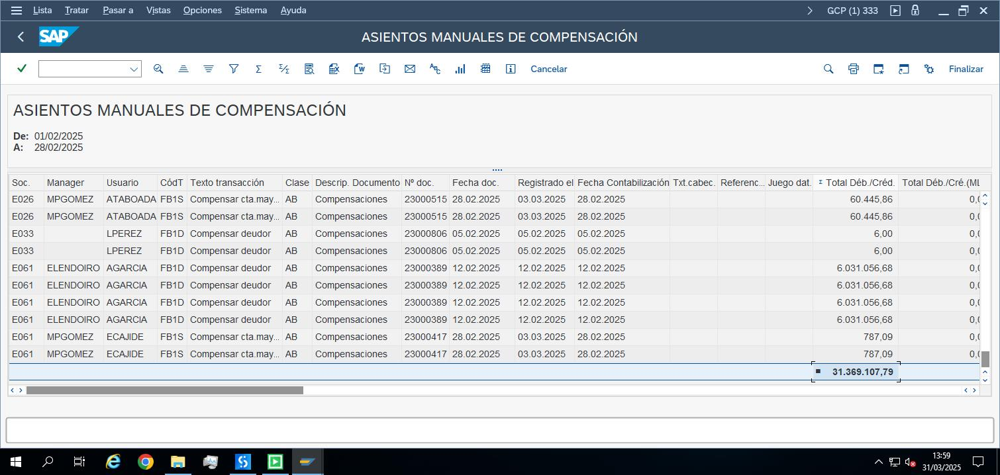 Lista Tratar Pasar a Vistas Opciones Sistema Ayuda GCP (1) 333
SAP ASIENTOS MANUALES DE COMPENSACIÓN
Cancelar Finalizar
ASIENTOS MANUALES DE COMPENSACIÓN
De: 01/02/2025
A: 28/02/2025
Soc. Manager Usuario CódT Texto transacción Clase Descrip. Documento Nº doc. Fecha doc. Registrado el Fecha Contabilización Txt.cabec. Referenc... Juego dat. Σ Total Déb./Créd. Total Déb./Cré.(ML
E026 MPGOMEZ ATABOADA FB1S Compensar cta.may... AB Compensaciones 23000515 28.02.2025 03.03.2025 28.02.2025 60.445,86 0,0
E026 MPGOMEZ ATABOADA FB1S Compensar cta.may... AB Compensaciones 23000515 28.02.2025 03.03.2025 28.02.2025 60.445,86 0,0
E033 LPEREZ FB1D Compensar deudor AB Compensaciones 23000806 05.02.2025 05.02.2025 05.02.2025 6,00 0,0
E033 LPEREZ FB1D Compensar deudor AB Compensaciones 23000806 05.02.2025 05.02.2025 05.02.2025 6,00 0,0
E061 ELENDOIRO AGARCIA FB1D Compensar deudor AB Compensaciones 23000389 12.02.2025 12.02.2025 12.02.2025 6.031.056,68 0,0
E061 ELENDOIRO AGARCIA FB1D Compensar deudor AB Compensaciones 23000389 12.02.2025 12.02.2025 12.02.2025 6.031.056,68 0,0
E061 ELENDOIRO AGARCIA FB1D Compensar deudor AB Compensaciones 23000389 12.02.2025 12.02.2025 12.02.2025 6.031.056,68 0,0
E061 ELENDOIRO AGARCIA FB1D Compensar deudor AB Compensaciones 23000389 12.02.2025 12.02.2025 12.02.2025 6.031.056,68 0,0
E061 MPGOMEZ ECAJIDE FB1S Compensar cta.may... AB Compensaciones 23000417 28.02.2025 03.03.2025 28.02.2025 787,09 0,0
E061 MPGOMEZ ECAJIDE FB1S Compensar cta.may... AB Compensaciones 23000417 28.02.2025 03.03.2025 28.02.2025 787,09 0,0
31.369.107,79
13:59
31/03/2025